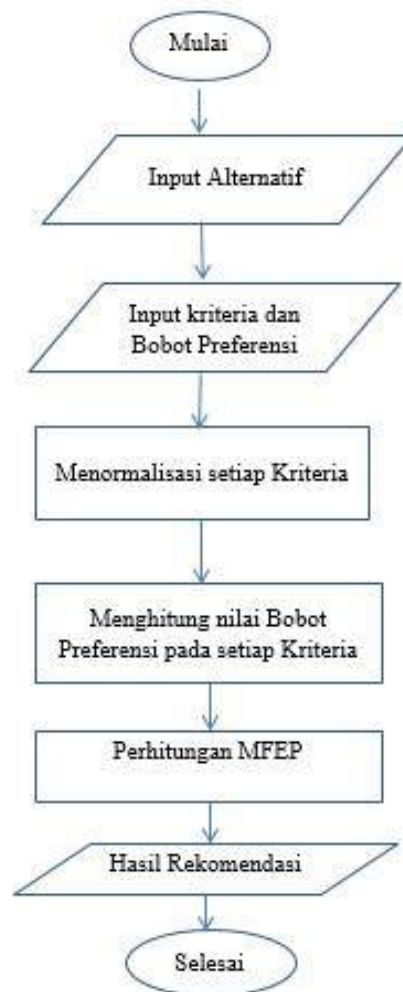 Mulai
Input Alternatif
Input kriteria dan
Bobot Preferensi
Menormalisasi setiap Kriteria
Menghitung nilai Bobot
Preferensi pada setiap Kriteria
Perhitungan MFEP
Hasil Rekomendasi
Selesai